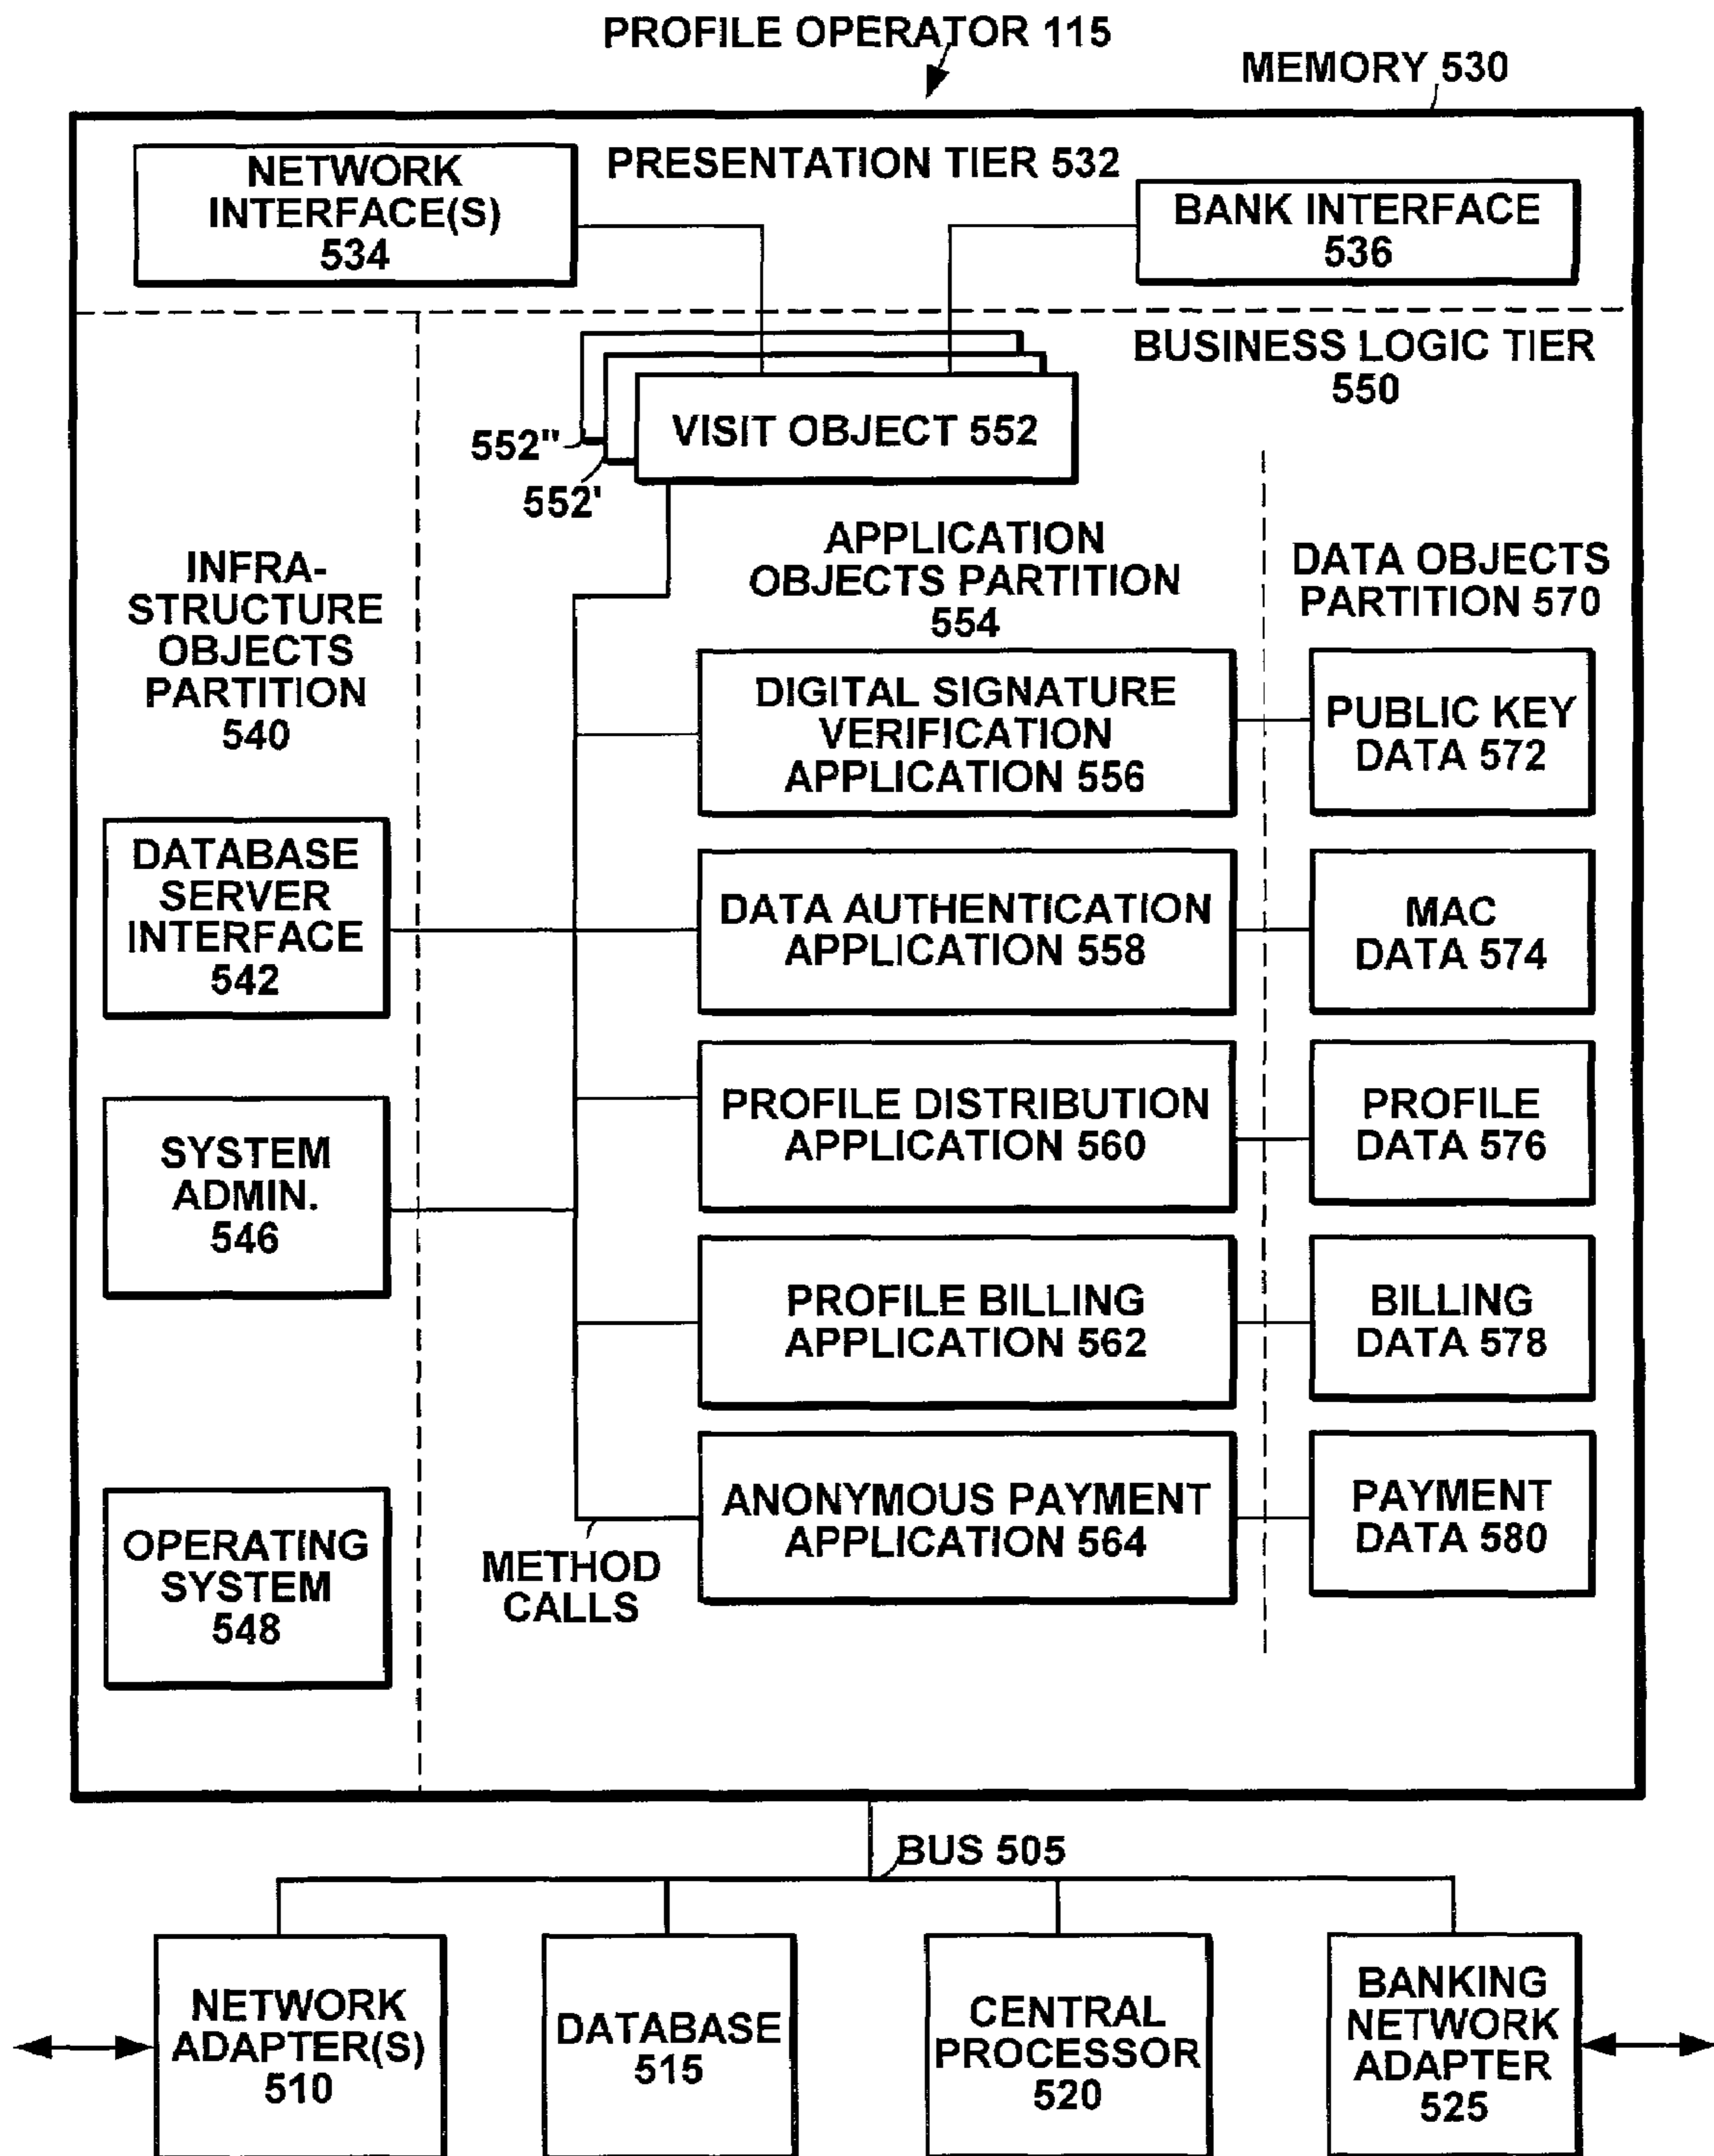 PROFILE OPERATOR 115
MEMORY 530
NETWORK
INTERFACE(S)
534
PRESENTATION TIER 532
BANK INTERFACE
536
BUSINESS LOGIC TIER
550
VISIT OBJECT 552
552"
552'
INFRA-
STRUCTURE
OBJECTS
PARTITION
540
APPLICATION
OBJECTS PARTITION
554
DATA OBJECTS
PARTITION 570
DIGITAL SIGNATURE
VERIFICATION
APPLICATION 556
PUBLIC KEY
DATA 572
DATABASE
SERVER
INTERFACE
542
DATA AUTHENTICATION
APPLICATION 558
MAC
DATA 574
SYSTEM
ADMIN.
546
PROFILE DISTRIBUTION
APPLICATION 560
PROFILE
DATA 576
PROFILE BILLING
APPLICATION 562
BILLING
DATA 578
OPERATING
SYSTEM
548
METHOD
CALLS
ANONYMOUS PAYMENT
APPLICATION 564
PAYMENT
DATA 580
BUS 505
NETWORK
ADAPTER(S)
510
DATABASE
515
CENTRAL
PROCESSOR
520
BANKING
NETWORK
ADAPTER
525